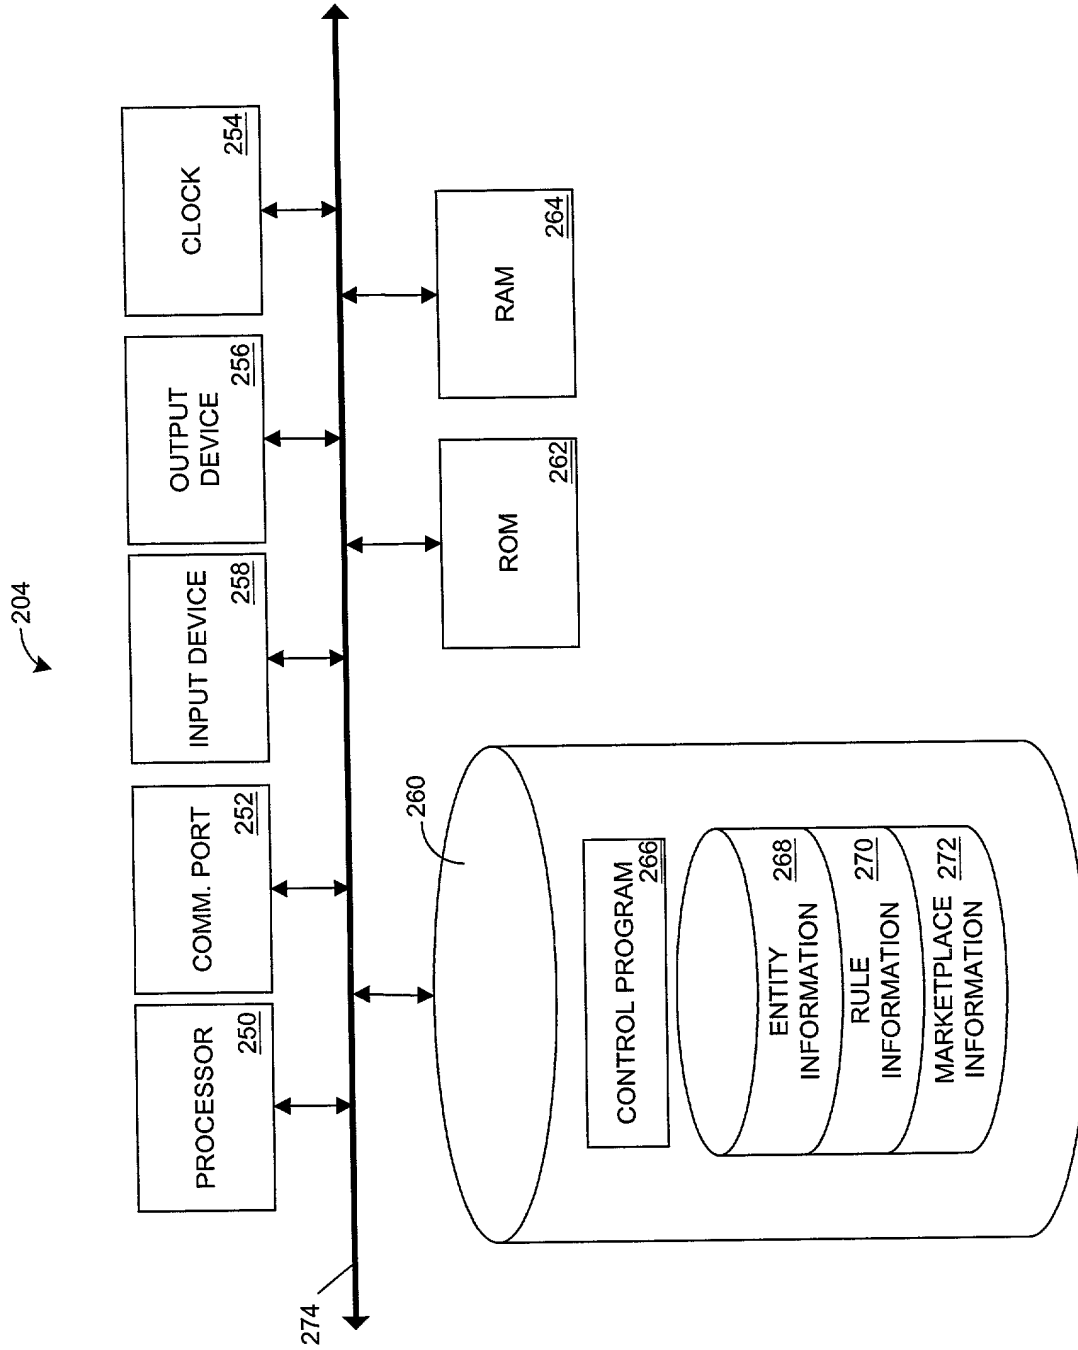 204
PROCESSOR
250
COMM. PORT
252
INPUT DEVICE
258
OUTPUT
DEVICE
256
CLOCK
254
274
260
ROM
262
RAM
264
CONTROL PROGRAM
266
ENTITY
INFORMATION
268
RULE
INFORMATION
270
MARKETPLACE
INFORMATION
272